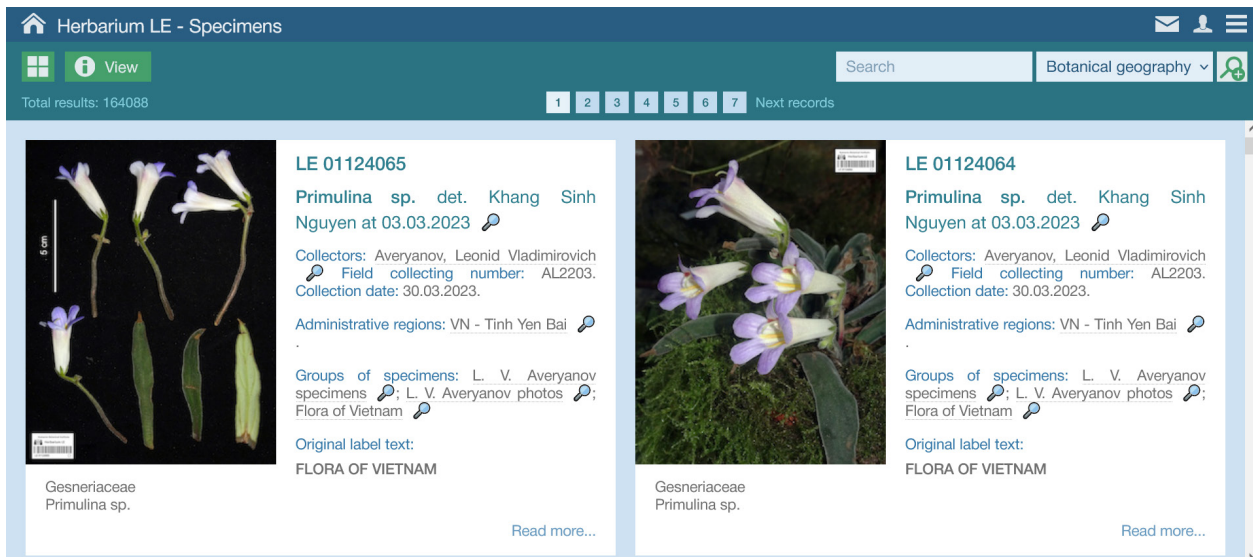 Herbarium LE - Specimens
View
Search
Botanical geography
Total results: 164088
1 2 3 4 5 6 7 Next records
5 cm
Gesneriaceae
Primulina sp.
LE 01124065
Primulina sp. det. Khang Sinh
Nguyen at 03.03.2023
Collectors: Averyanov, Leonid Vladimirovich
Field collecting number: AL2203.
Collection date: 30.03.2023.
Administrative regions: VN - Tinh Yen Bai
.
Groups of specimens: L. V. Averyanov
specimens ; L. V. Averyanov photos ;
Flora of Vietnam
Original label text:
FLORA OF VIETNAM
Read more...
Gesneriaceae
Primulina sp.
LE 01124064
Primulina sp. det. Khang Sinh
Nguyen at 03.03.2023
Collectors: Averyanov, Leonid Vladimirovich
Field collecting number: AL2203.
Collection date: 30.03.2023.
Administrative regions: VN - Tinh Yen Bai
.
Groups of specimens: L. V. Averyanov
specimens ; L. V. Averyanov photos ;
Flora of Vietnam
Original label text:
FLORA OF VIETNAM
Read more...